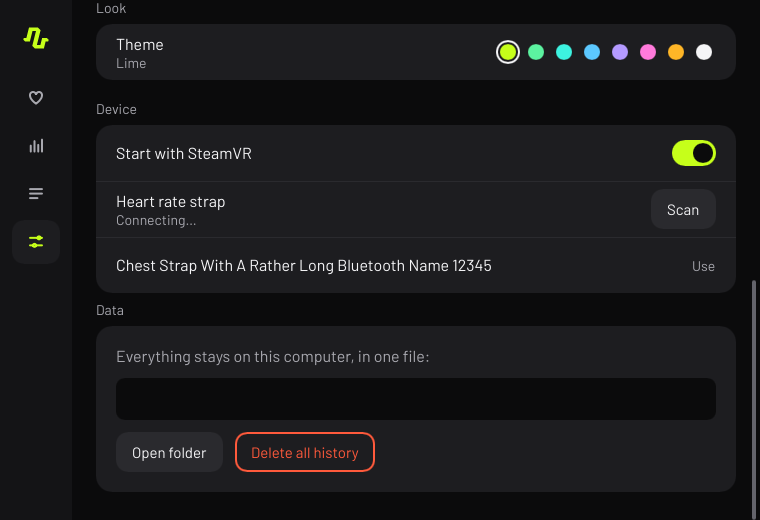 Look
Theme
Lime
Device
Start with SteamVR
Heart rate strap
Connecting...
Scan
Chest Strap With A Rather Long Bluetooth Name 12345
Use
Data
Everything stays on this computer, in one file:
Open folder
Delete all history